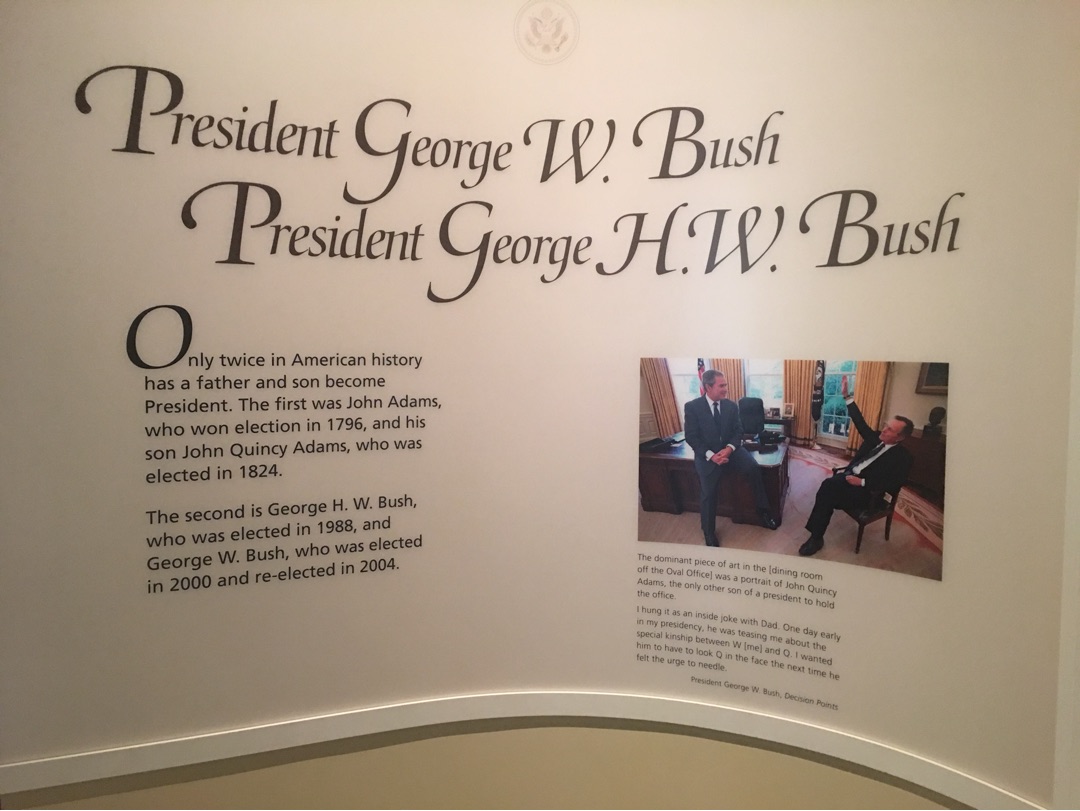 President George W. Bush
President George H.W. Bush
Only twice in American history
has a father and son become
President. The first was John Adams,
who won election in 1796, and his
son John Quincy Adams, who was
elected in 1824.
The second is George H. W. Bush,
who was elected in 1988, and
George W. Bush, who was elected
in 2000 and re-elected in 2004.
The dominant piece of art in the [dining room
off the Oval Office] was a portrait of John Quincy
Adams, the only other son of a president to hold
the office.
I hung it as an inside joke with Dad. One day early
in my presidency, he was teasing me about the
special kinship between W [me] and Q. I wanted
him to have to look Q in the face the next time he
felt the urge to needle.
President George W. Bush, Decision Points